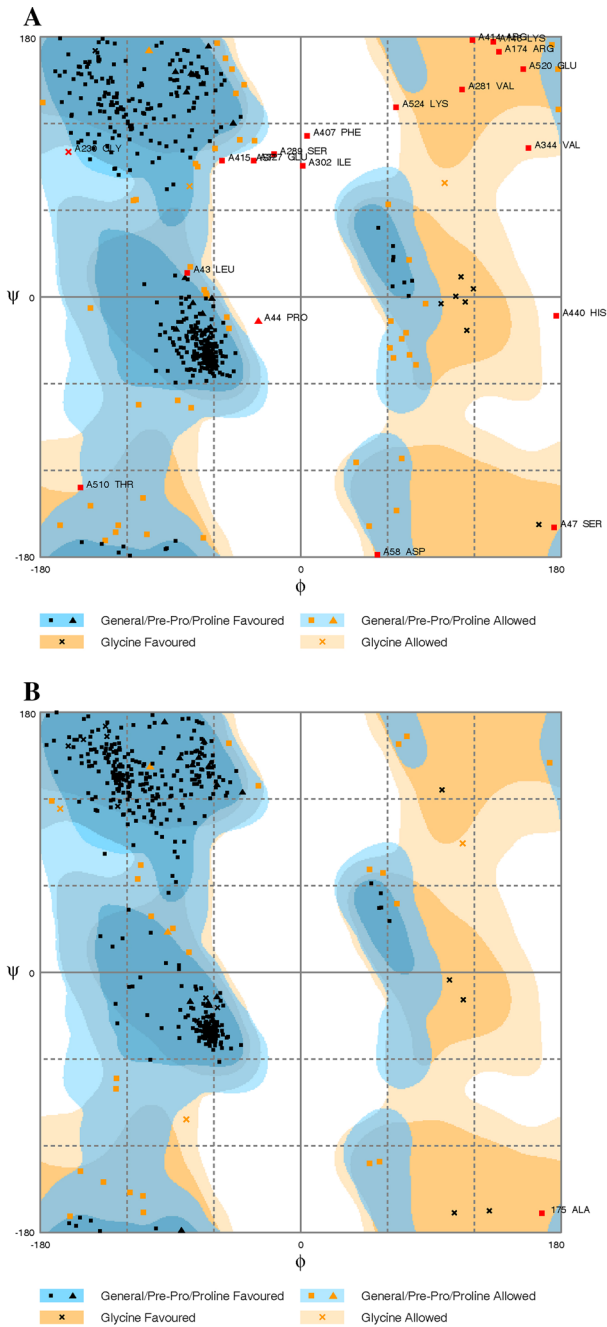 A
180
A414 ARG
A146 LYS
A174 ARG
A520 GLU
A281 VAL
A524 LYS
A407 PHE
A344 VAL
A230 GLY
A289 SER
A415
GLU
A302 ILE
A43 LEU
ψ
0
A44 PRO
A440 HIS
A510 THR
A47 SER
A58 ASP
-180
-180
0
180
ϕ
General/Pre-Pro/Proline Favoured
General/Pre-Pro/Proline Allowed
Glycine Favoured
Glycine Allowed
B
180
ψ
0
175 ALA
-180
-180
0
180
ϕ
General/Pre-Pro/Proline Favoured
General/Pre-Pro/Proline Allowed
Glycine Favoured
Glycine Allowed